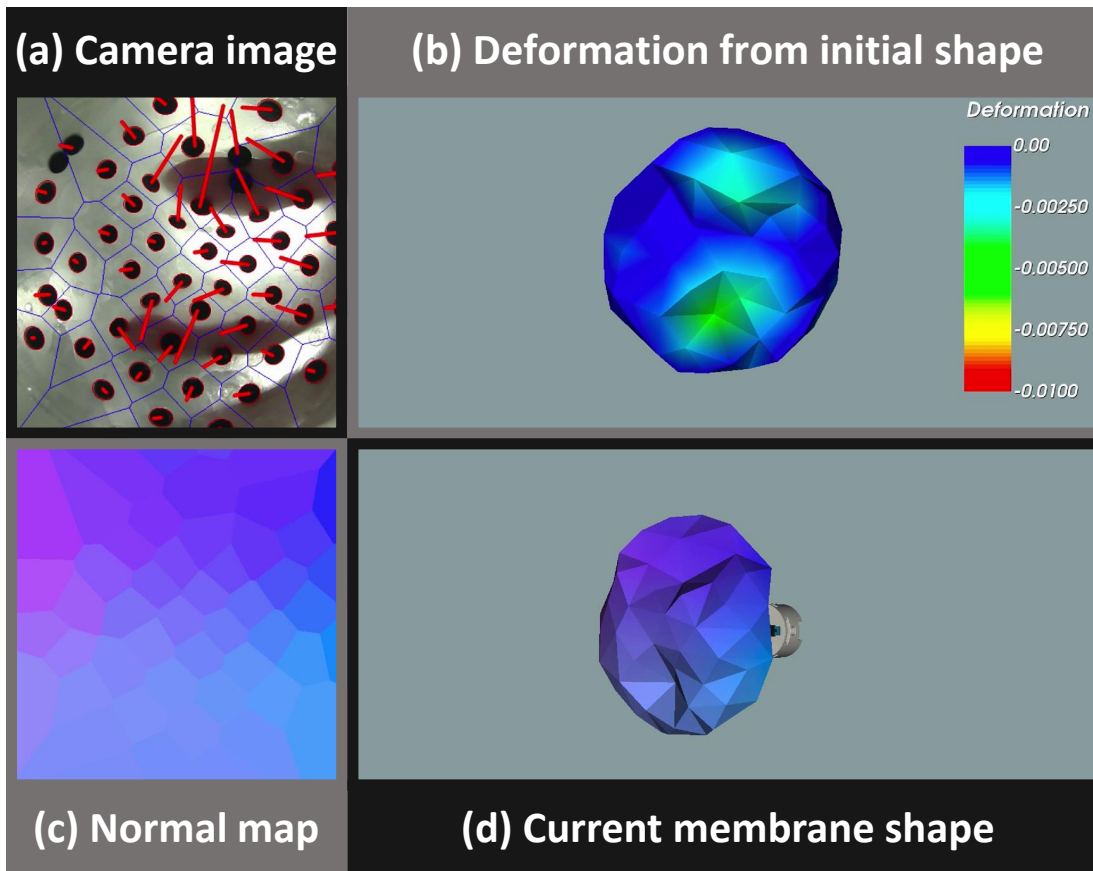 (a) Camera image
(b) Deformation from initial shape
Deformation
0.00
-0.00250
-0.00500
-0.00750
-0.0100
(c) Normal map
(d) Current membrane shape